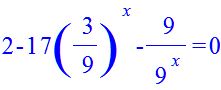 2-17(3/9)^x - 9/9^x =0